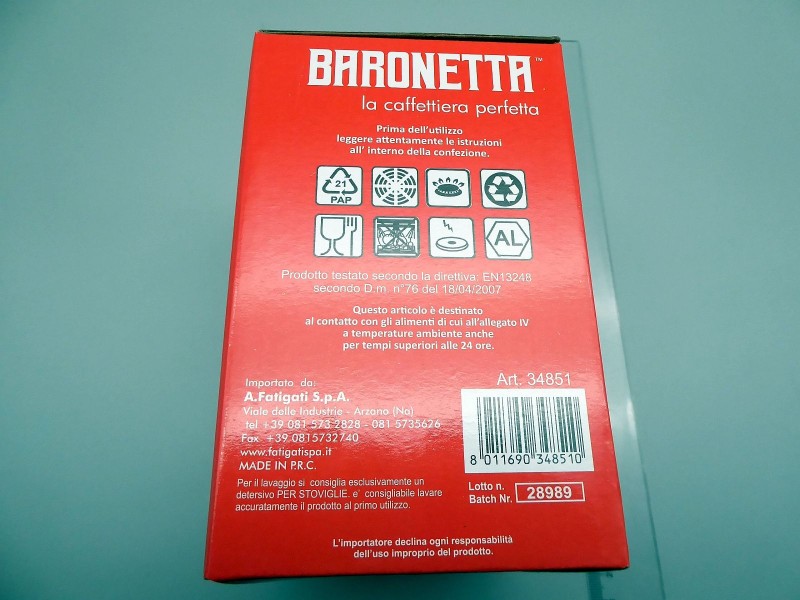 BARONETTA™
la caffettiera perfetta
Prima dell'utilizzo
leggere attentamente le istruzioni
all' interno della confezione.
21
PAP
AL
Prodotto testato secondo la direttiva: EN13248
secondo D.m. n°76 del 18/04/2007
Questo articolo è destinato
al contatto con gli alimenti di cui all'allegato IV
a temperature ambiente anche
per tempi superiori alle 24 ore.
Art. 34851
Importato da:
A.Fatigati S.p.A.
Viale delle Industrie - Arzano (Na)
tel +39 081 573 2828 - 081 5735626
Fax +39 0815732740
www.fatigatispa.it
MADE IN P.R.C.
8 011690 348510
Per il lavaggio si consiglia esclusivamente un
detersivo PER STOVIGLIE. e' consigliabile lavare
accuratamente il prodotto al primo utilizzo.
Lotto n.
Batch Nr. 28989
L'importatore declina ogni responsabilità
dell'uso improprio del prodotto.